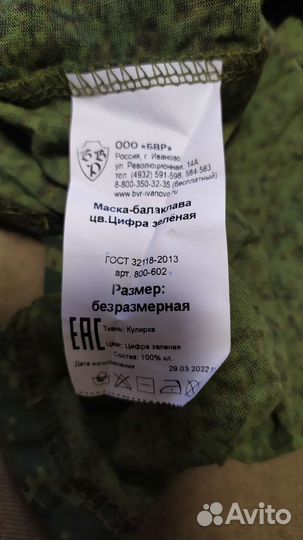 БВР
ООО «БВР»
Россия, г. Иваново,
ул. Революционная, 14А
тел. (4932) 591-598, 584-583
8-800-350-32-35 (бесплатный)
www-bvr-ivanovo.ru
Маска-балаклава
цв.Цифра зелёная
ГОСТ 32118-2013
арт. 800-602
Размер:
безразмерная
ЕАС
Ткань: Кулирка
Цвет: Цифра зеленая
Состав: 100% хл.
Дата изготовления 29.03.2022
Avito